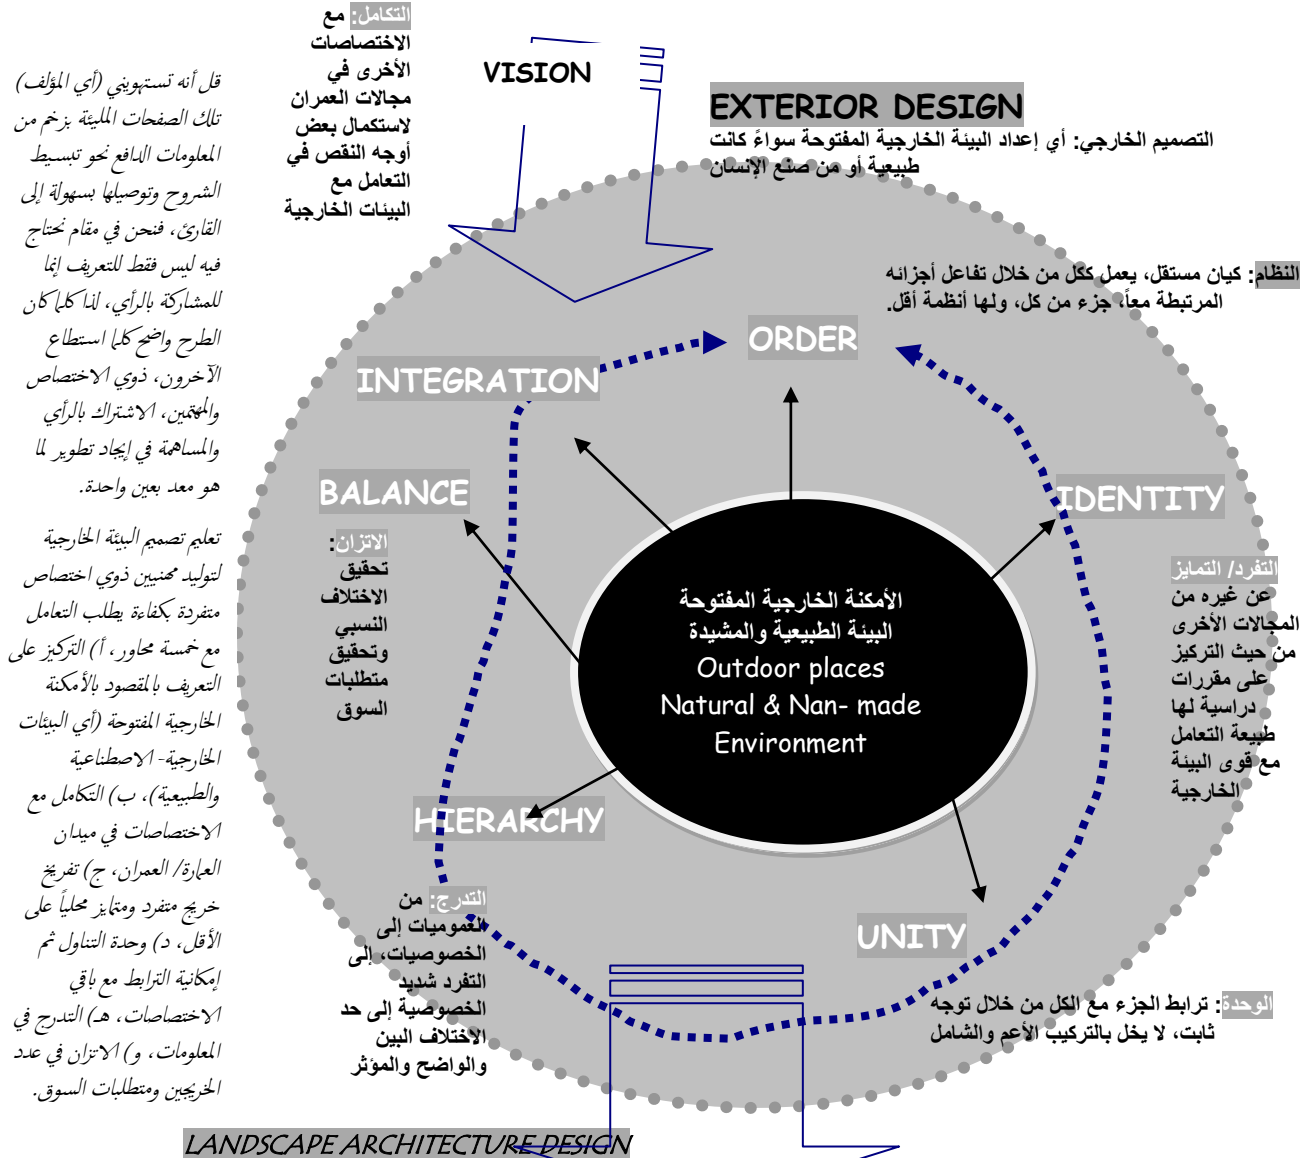 التكامل: مع
الاختصاصات
الأخرى في
مجالات العمران
لاستكمال بعض
أوجه النقص في
التعامل مع
البيئات الخارجية
VISION
EXTERIOR DESIGN
التصميم الخارجي: أي إعداد البيئة الخارجية المفتوحة سواءً كانت
طبيعية أو من صنع الإنسان
النظام: كيان مستقل، يعمل ككل من خلال تفاعل أجزائه
المرتبطة معاً، جزء من كل، ولها أنظمة أقل.
قل أنه تستهويني (أي المؤلف)
تلك الصفحات المليئة بزخم من
المعلومات الدافع نحو تبسيط
الشروح وتوصيلها بسهولة إلى
القارئ، فنحن في مقام نحتاج
فيه ليس فقط للتعريف إنما
للمشاركة بالرأي، لذا كلما كان
الطرح واضح كلما استطاع
الآخرون، ذوي الاختصاص
والمهتمين، الاشتراك بالرأي
والمساهمة في إيجاد تطوير لما
هو معد بعين واحدة.
تعليم تصميم البيئة الخارجية
لتوليد مهنيين ذوي اختصاص
متفردة بكفاءة يطلب التعامل
مع خمسة محاور، أ) التركيز على
التعريف بالمقصود بالأمكنة
الخارجية المفتوحة (أي البيئات
الخارجية- الاصطناعية
والطبيعية)، ب) التكامل مع
الاختصاصات في ميدان
العمارة/ العمران، ج) تفريخ
خريج متفرد ومتمايز محلياً على
الأقل، د) وحدة التناول ثم
إمكانية الترابط مع باقي
الاختصاصات، هـ) التدرج في
المعلومات، و) الاتزان في عدد
الخريجين ومتطلبات السوق.
ORDER
INTEGRATION
BALANCE
الاتزان:
تحقيق
الاختلاف
النسبي
وتحقيق
متطلبات
السوق
IDENTITY
التفرد/ التمايز
عن غيره من
المجالات الأخرى
من حيث التركيز
على مقررات
دراسية لها
طبيعة التعامل
مع قوى البيئة
الخارجية
الأمكنة الخارجية المفتوحة
البيئة الطبيعية والمشيدة
Outdoor places
Natural & Nan- made
Environment
HIERARCHY
التدرج: من
العموميات إلى
الخصوصيات، إلى
التفرد شديد
الخصوصية إلى حد
الاختلاف البين
والواضح والمؤثر
UNITY
الوحدة: ترابط الجزء مع الكل من خلال توجه
ثابت، لا يخل بالتركيب الأعم والشامل
LANDSCAPE ARCHITECTURE DESIGN